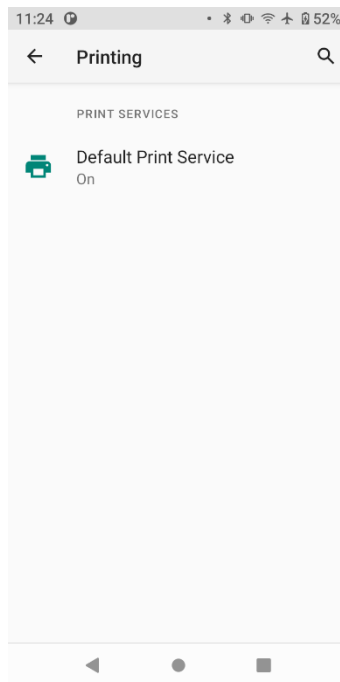 11:24 52%
Printing
PRINT SERVICES
Default Print Service
On